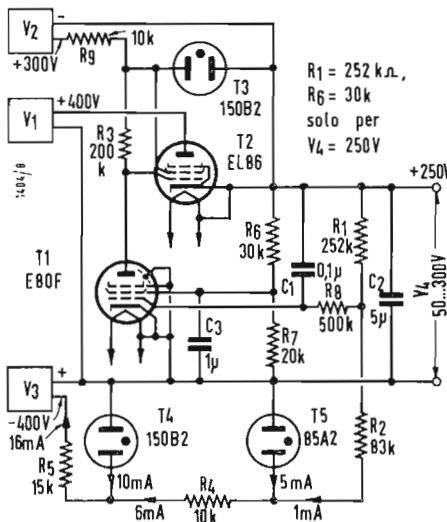 V2
−
+300V
R9
10k
V1
+400V
T3
150B2
R1 = 252 kΩ,
R6 = 30k
solo per
V4 = 250V
R3
200
k
T2
EL86
1404/8
+250V
T1
E80F
R6
30k
C1
0,1µ
R1
252k
R8
500k
C2
5µ
V4
50...300V
C3
1µ
R7
20k
V3
+
−400V
16mA
T4
150B2
T5
85A2
R2
83k
R5
15k
10mA
6mA
R4
10k
5mA
1mA